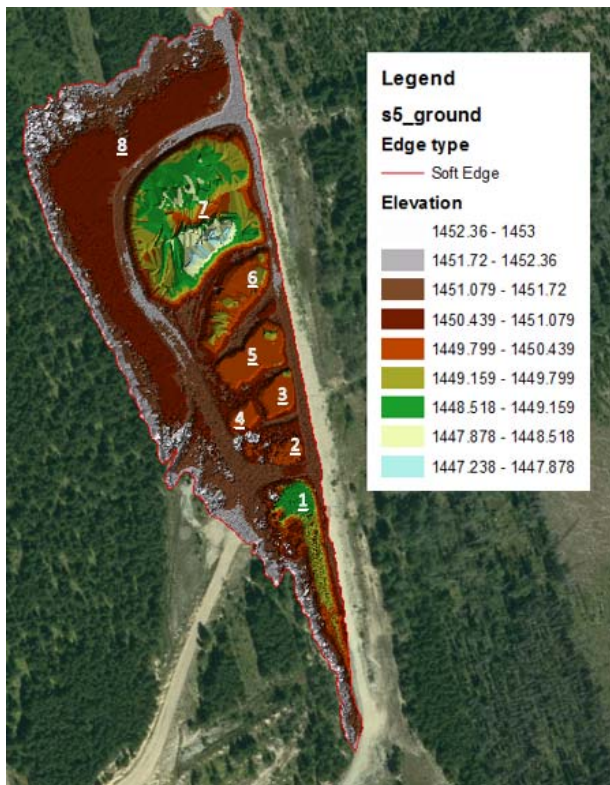 Legend
s5_ground
Edge type
Soft Edge
Elevation
1452.36 - 1453
1451.72 - 1452.36
1451.079 - 1451.72
1450.439 - 1451.079
1449.799 - 1450.439
1449.159 - 1449.799
1448.518 - 1449.159
1447.878 - 1448.518
1447.238 - 1447.878
8
7
6
5
3
4
2
1